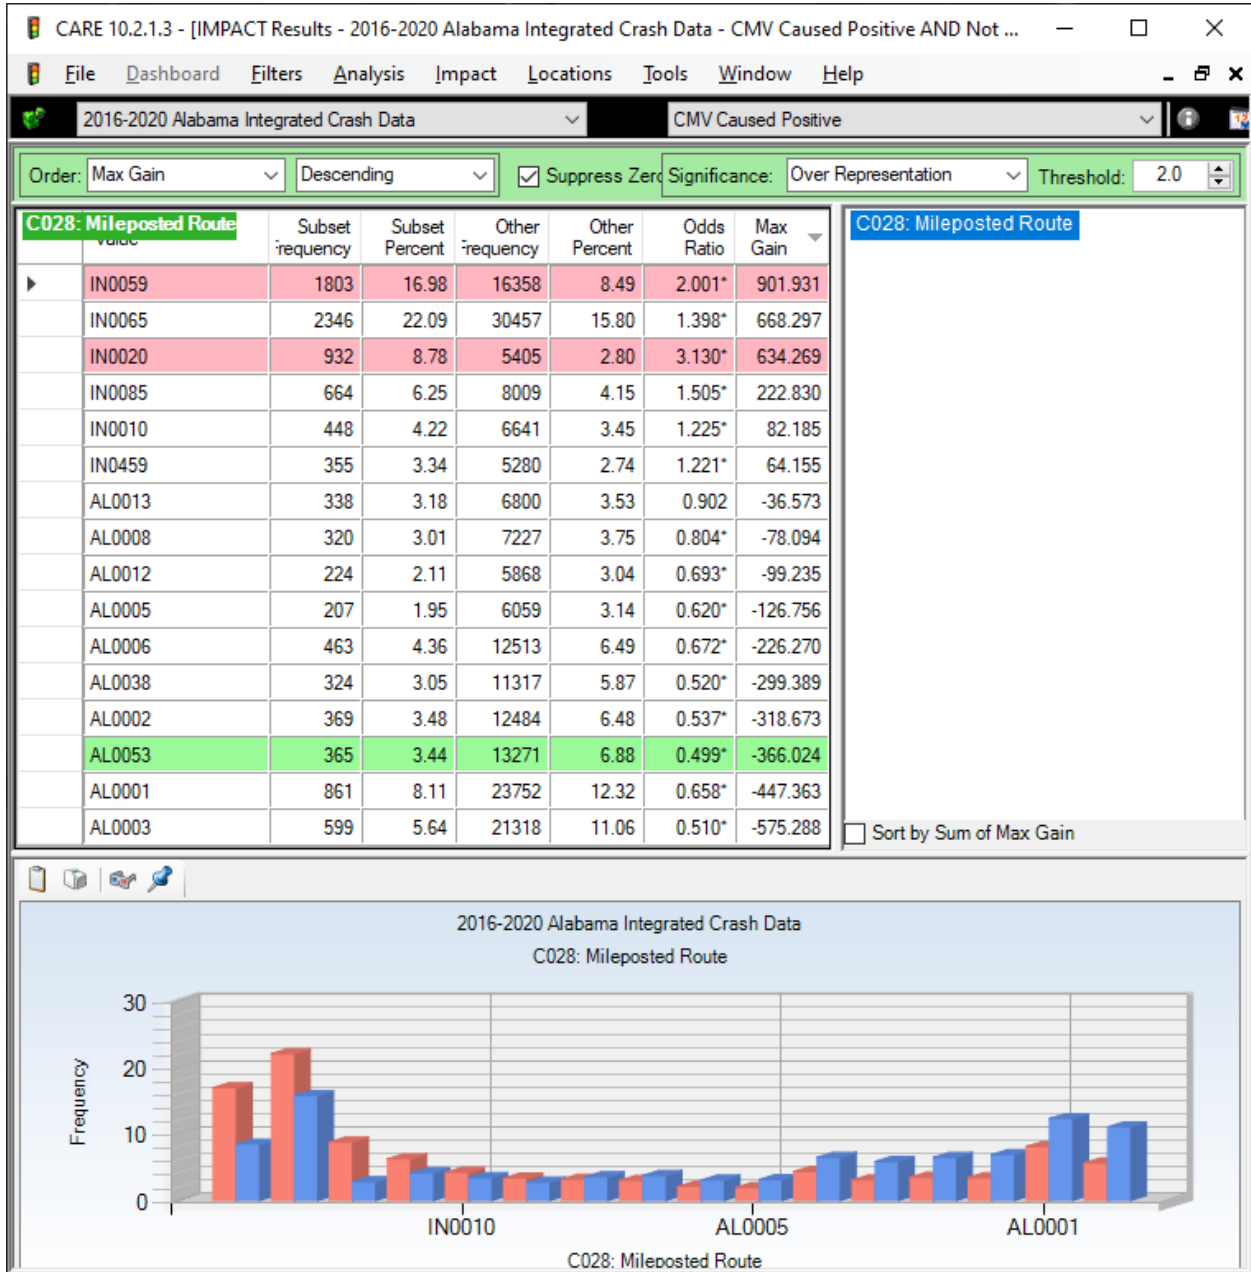 CARE 10.2.1.3 - [IMPACT Results - 2016-2020 Alabama Integrated Crash Data - CMV Caused Positive AND Not ...
File Dashboard Filters Analysis Impact Locations Tools Window Help
2016-2020 Alabama Integrated Crash Data CMV Caused Positive
Order: Max Gain Descending Suppress Zero Significance: Over Representation Threshold: 2.0
C028: Mileposted Route Subset Frequency Subset Percent Other Frequency Other Percent Odds Ratio Max Gain C028: Mileposted Route
IN0059 1803 16.98 16358 8.49 2.001* 901.931
IN0065 2346 22.09 30457 15.80 1.398* 668.297
IN0020 932 8.78 5405 2.80 3.130* 634.269
IN0085 664 6.25 8009 4.15 1.505* 222.830
IN0010 448 4.22 6641 3.45 1.225* 82.185
IN0459 355 3.34 5280 2.74 1.221* 64.155
AL0013 338 3.18 6800 3.53 0.902 -36.573
AL0008 320 3.01 7227 3.75 0.804* -78.094
AL0012 224 2.11 5868 3.04 0.693* -99.235
AL0005 207 1.95 6059 3.14 0.620* -126.756
AL0006 463 4.36 12513 6.49 0.672* -226.270
AL0038 324 3.05 11317 5.87 0.520* -299.389
AL0002 369 3.48 12484 6.48 0.537* -318.673
AL0053 365 3.44 13271 6.88 0.499* -366.024
AL0001 861 8.11 23752 12.32 0.658* -447.363
AL0003 599 5.64 21318 11.06 0.510* -575.288
Sort by Sum of Max Gain
2016-2020 Alabama Integrated Crash Data
C028: Mileposted Route
30
20
10
0
Frequency
IN0010 AL0005 AL0001
C028: Mileposted Route